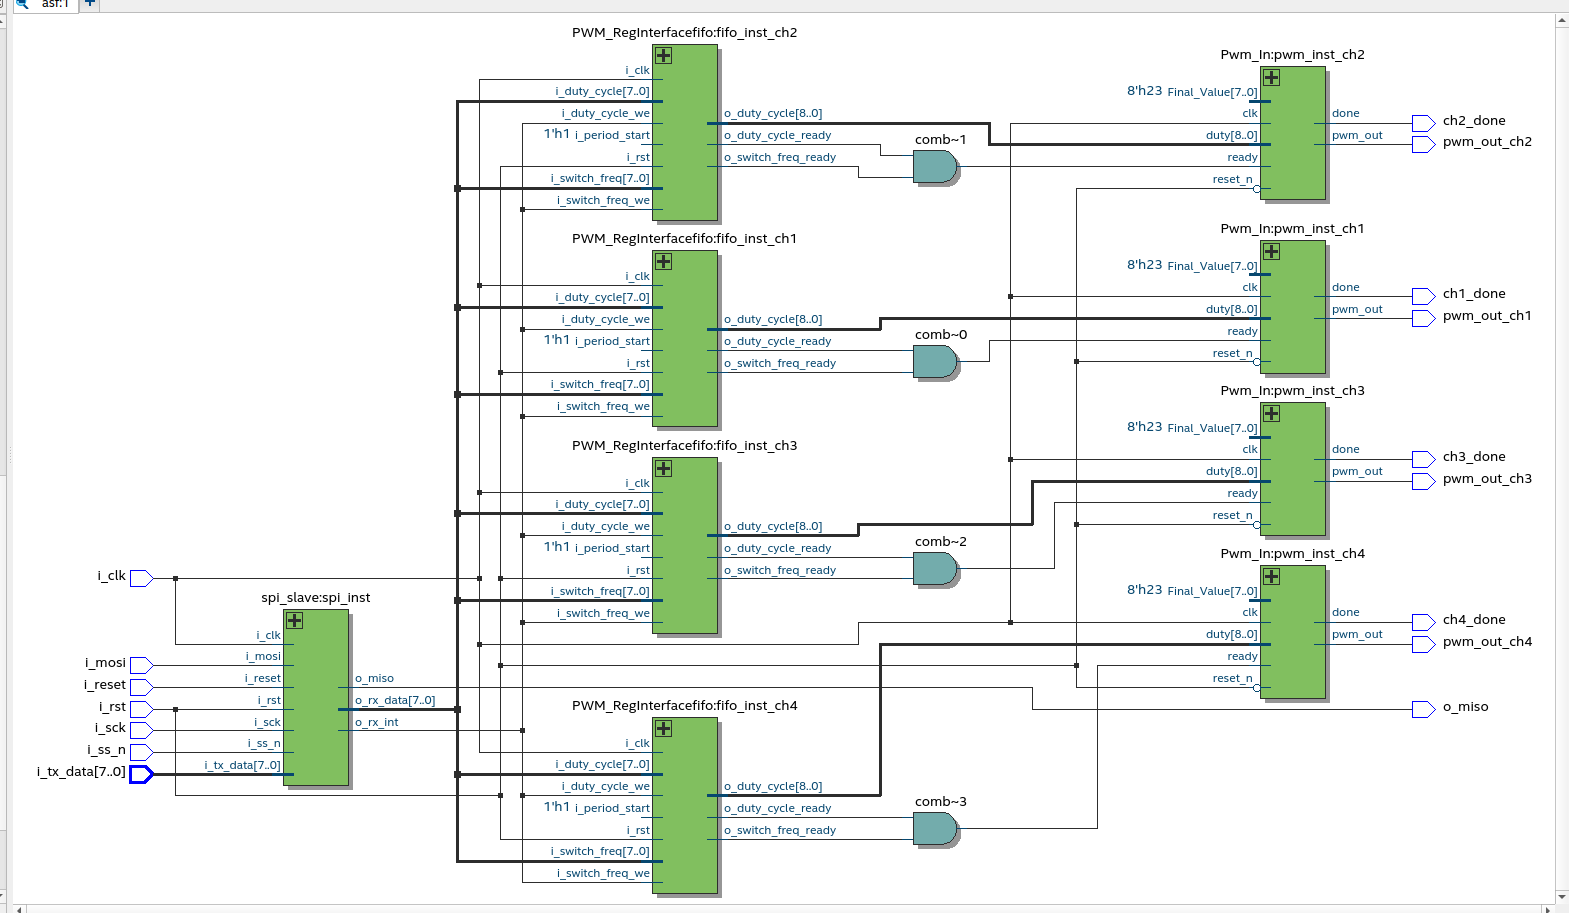 asf:1
PWM_RegInterfacefifo:fifo_inst_ch2
i_clk
i_duty_cycle[7..0]
i_duty_cycle_we
1'h1 i_period_start
i_rst
i_switch_freq[7..0]
i_switch_freq_we
o_duty_cycle[8..0]
o_duty_cycle_ready
o_switch_freq_ready
comb~1
Pwm_In:pwm_inst_ch2
8'h23 Final_Value[7..0]
clk
duty[8..0]
ready
reset_n
done
pwm_out
ch2_done
pwm_out_ch2
PWM_RegInterfacefifo:fifo_inst_ch1
i_clk
i_duty_cycle[7..0]
i_duty_cycle_we
1'h1 i_period_start
i_rst
i_switch_freq[7..0]
i_switch_freq_we
o_duty_cycle[8..0]
o_duty_cycle_ready
o_switch_freq_ready
comb~0
Pwm_In:pwm_inst_ch1
8'h23 Final_Value[7..0]
clk
duty[8..0]
ready
reset_n
done
pwm_out
ch1_done
pwm_out_ch1
PWM_RegInterfacefifo:fifo_inst_ch3
i_clk
i_duty_cycle[7..0]
i_duty_cycle_we
1'h1 i_period_start
i_rst
i_switch_freq[7..0]
i_switch_freq_we
o_duty_cycle[8..0]
o_duty_cycle_ready
o_switch_freq_ready
comb~2
Pwm_In:pwm_inst_ch3
8'h23 Final_Value[7..0]
clk
duty[8..0]
ready
reset_n
done
pwm_out
ch3_done
pwm_out_ch3
i_clk
i_mosi
i_reset
i_rst
i_sck
i_ss_n
i_tx_data[7..0]
spi_slave:spi_inst
i_clk
i_mosi
i_reset
i_rst
i_sck
i_ss_n
i_tx_data[7..0]
o_miso
o_rx_data[7..0]
o_rx_int
Pwm_In:pwm_inst_ch4
8'h23 Final_Value[7..0]
clk
duty[8..0]
ready
reset_n
done
pwm_out
ch4_done
pwm_out_ch4
o_miso
PWM_RegInterfacefifo:fifo_inst_ch4
i_clk
i_duty_cycle[7..0]
i_duty_cycle_we
1'h1 i_period_start
i_rst
i_switch_freq[7..0]
i_switch_freq_we
o_duty_cycle[8..0]
o_duty_cycle_ready
o_switch_freq_ready
comb~3